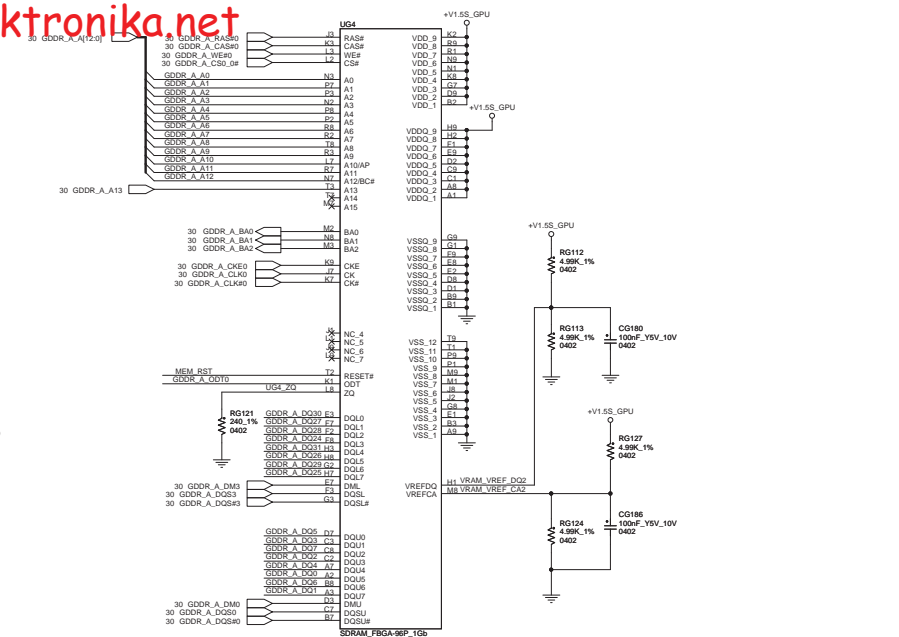 ktronika.net
UG4
+V1.5S_GPU
30 GDDR_A_A[12:0]
30 GDDR_A_RAS#0 J3 RAS# VDD_9 K2
30 GDDR_A_CAS#0 K3 CAS# VDD_8 R9
30 GDDR_A_WE#0 L3 WE# VDD_7 R1
30 GDDR_A_CS0_0# L2 CS# VDD_6 N9
VDD_5 N1
GDDR_A_A0 N3 A0 VDD_4 K8
GDDR_A_A1 P7 A1 VDD_3 G7
GDDR_A_A2 P3 A2 VDD_2 D9
GDDR_A_A3 N2 A3 VDD_1 B2
+V1.5S_GPU
GDDR_A_A4 P8 A4
GDDR_A_A5 P2 A5
GDDR_A_A6 R8 A6 VDDQ_9 H9
GDDR_A_A7 R2 A7 VDDQ_8 H2
GDDR_A_A8 T8 A8 VDDQ_7 F1
GDDR_A_A9 R3 A9 VDDQ_6 E9
GDDR_A_A10 L7 A10/AP VDDQ_5 D2
GDDR_A_A11 R7 A11 VDDQ_4 C9
GDDR_A_A12 N7 A12/BC# VDDQ_3 C1
30 GDDR_A_A13 T3 A13 VDDQ_2 A8
A14 VDDQ_1 A1
A15
+V1.5S_GPU
30 GDDR_A_BA0 M2 BA0
30 GDDR_A_BA1 N8 BA1 VSSQ_9 G9
30 GDDR_A_BA2 M3 BA2 VSSQ_8 G1
VSSQ_7 F9
30 GDDR_A_CKE0 K9 CKE VSSQ_6 E8
30 GDDR_A_CLK0 J7 CK VSSQ_5 E2
30 GDDR_A_CLK#0 K7 CK# VSSQ_4 D8
VSSQ_3 D1
VSSQ_2 B9
VSSQ_1 B1
RG112
4.99K_1%
0402
RG113
4.99K_1%
0402
CG180
100nF_Y5V_10V
0402
NC_4
NC_5 VSS_12 T9
NC_6 VSS_11 T1
NC_7 VSS_10 P9
VSS_9 P1
MEM_RST T2 RESET# VSS_8 M9
GDDR_A_ODT0 K1 ODT VSS_7 M1
UG4_ZQ L8 ZQ VSS_6 J8
VSS_5 J2
VSS_4 G8
VSS_3 E1
VSS_2 B3
VSS_1 A9
RG121
240_1%
0402
GDDR_A_DQ30 E3 DQL0
GDDR_A_DQ27 F7 DQL1
GDDR_A_DQ28 F2 DQL2
GDDR_A_DQ24 F8 DQL3
GDDR_A_DQ31 H3 DQL4
GDDR_A_DQ26 H8 DQL5
GDDR_A_DQ29 G2 DQL6
GDDR_A_DQ25 H7 DQL7
30 GDDR_A_DM3 E7 DML VREFDQ H1 VRAM_VREF_DQ2
30 GDDR_A_DQS3 F3 DQSL VREFCA M8 VRAM_VREF_CA2
30 GDDR_A_DQS#3 G3 DQSL#
+V1.5S_GPU
RG127
4.99K_1%
0402
RG124
4.99K_1%
0402
CG186
100nF_Y5V_10V
0402
GDDR_A_DQ5 D7 DQU0
GDDR_A_DQ3 C3 DQU1
GDDR_A_DQ7 C8 DQU2
GDDR_A_DQ2 C2 DQU3
GDDR_A_DQ4 A7 DQU4
GDDR_A_DQ0 A2 DQU5
GDDR_A_DQ6 B8 DQU6
GDDR_A_DQ1 A3 DQU7
30 GDDR_A_DM0 D3 DMU
30 GDDR_A_DQS0 C7 DQSU
30 GDDR_A_DQS#0 B7 DQSU#
SDRAM_FBGA-96P_1Gb